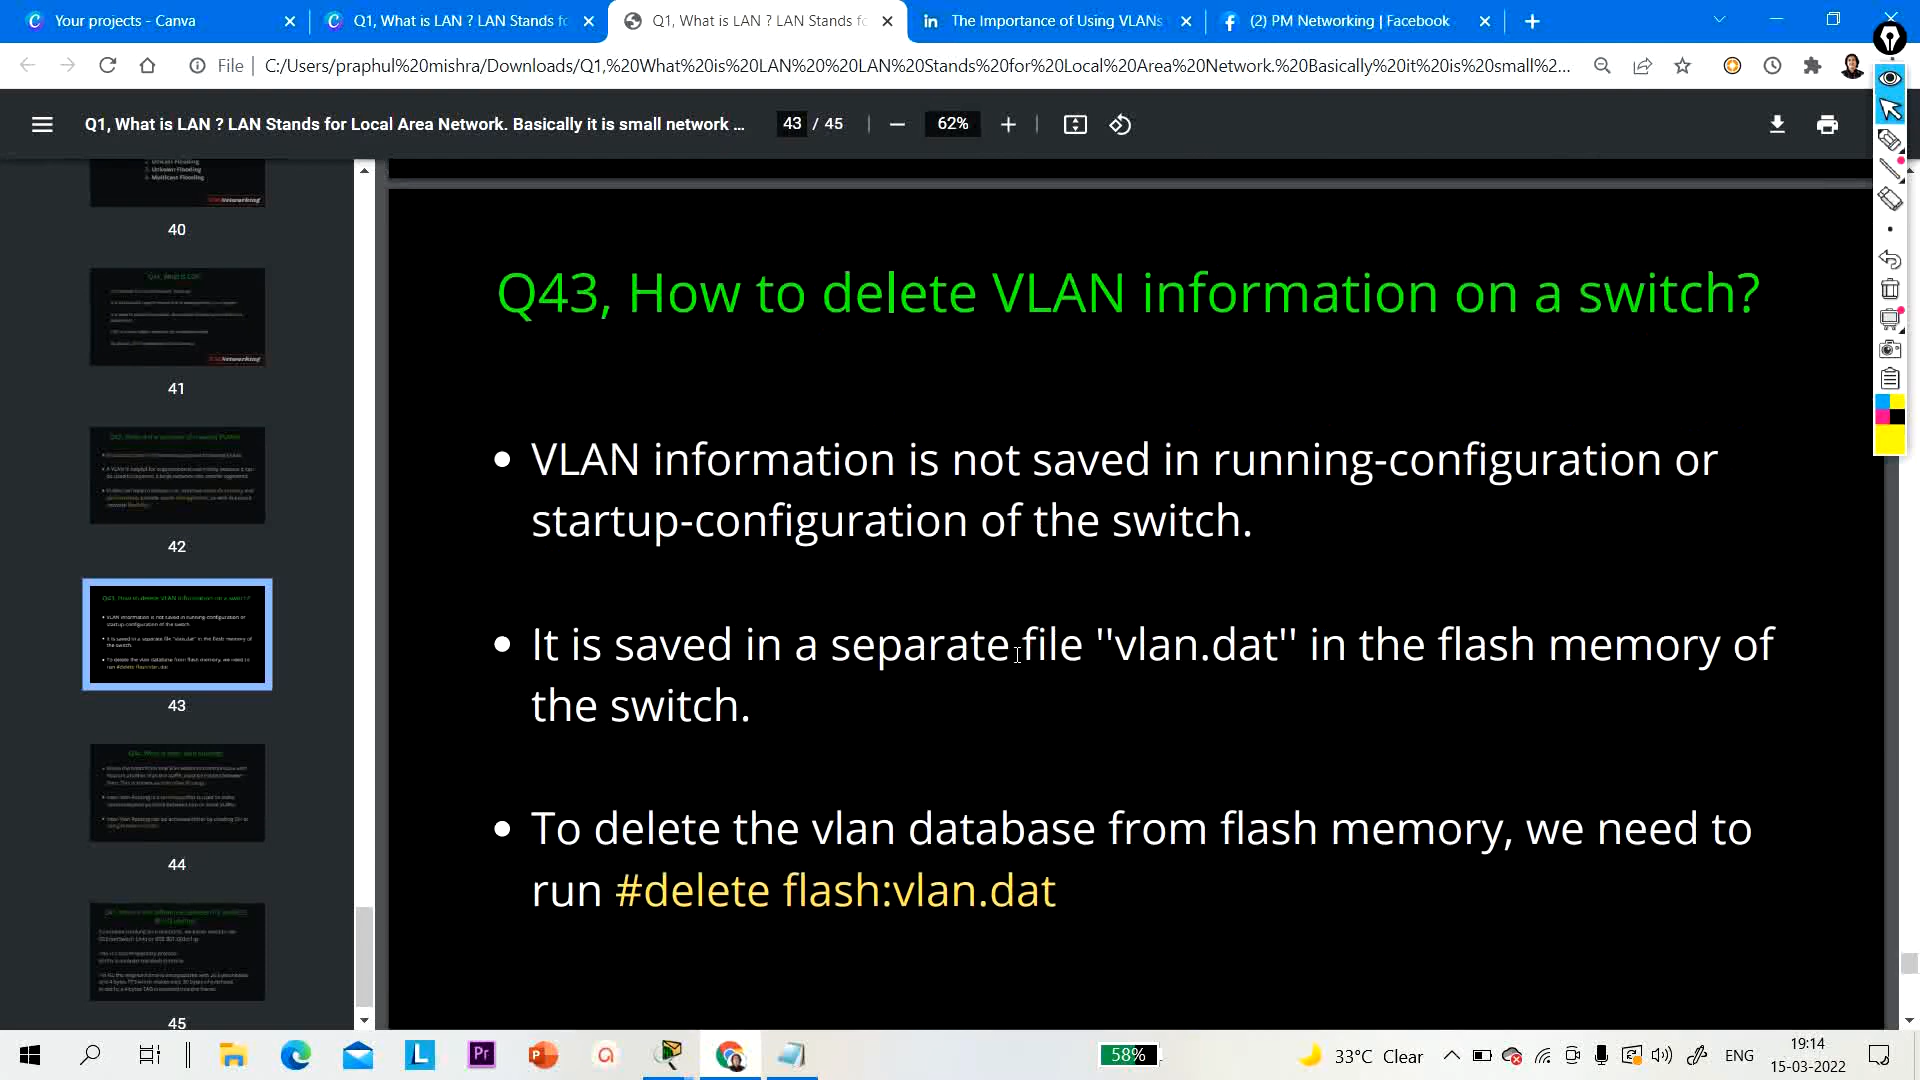 Your projects - Canva
Q1, What is LAN ? LAN Stands fo
Q1, What is LAN ? LAN Stands fo
The Importance of Using VLANs
(2) PM Networking | Facebook
File
C:/Users/praphul%20mishra/Downloads/Q1,%20What%20is%20LAN%20%20LAN%20Stands%20for%20Local%20Area%20Network.%20Basically%20it%20is%20small%2...
Q1, What is LAN ? LAN Stands for Local Area Network. Basically it is small network ...
43 / 45
62%
40
41
42
43
44
45
Q43, How to delete VLAN information on a switch?
VLAN information is not saved in running-configuration or
startup-configuration of the switch.
It is saved in a separate file "vlan.dat" in the flash memory of
the switch.
To delete the vlan database from flash memory, we need to
run #delete flash:vlan.dat
58%
33°C Clear
ENG
19:14
15-03-2022